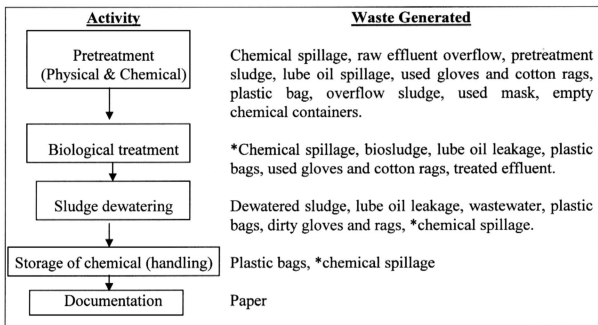 Activity Waste Generated
Pretreatment
(Physical & Chemical)
Chemical spillage, raw effluent overflow, pretreatment
sludge, lube oil spillage, used gloves and cotton rags,
plastic bag, overflow sludge, used mask, empty
chemical containers.
Biological treatment
*Chemical spillage, biosludge, lube oil leakage, plastic
bags, used gloves and cotton rags, treated effluent.
Sludge dewatering
Dewatered sludge, lube oil leakage, wastewater, plastic
bags, dirty gloves and rags, *chemical spillage.
Storage of chemical (handling)
Plastic bags, *chemical spillage
Documentation
Paper